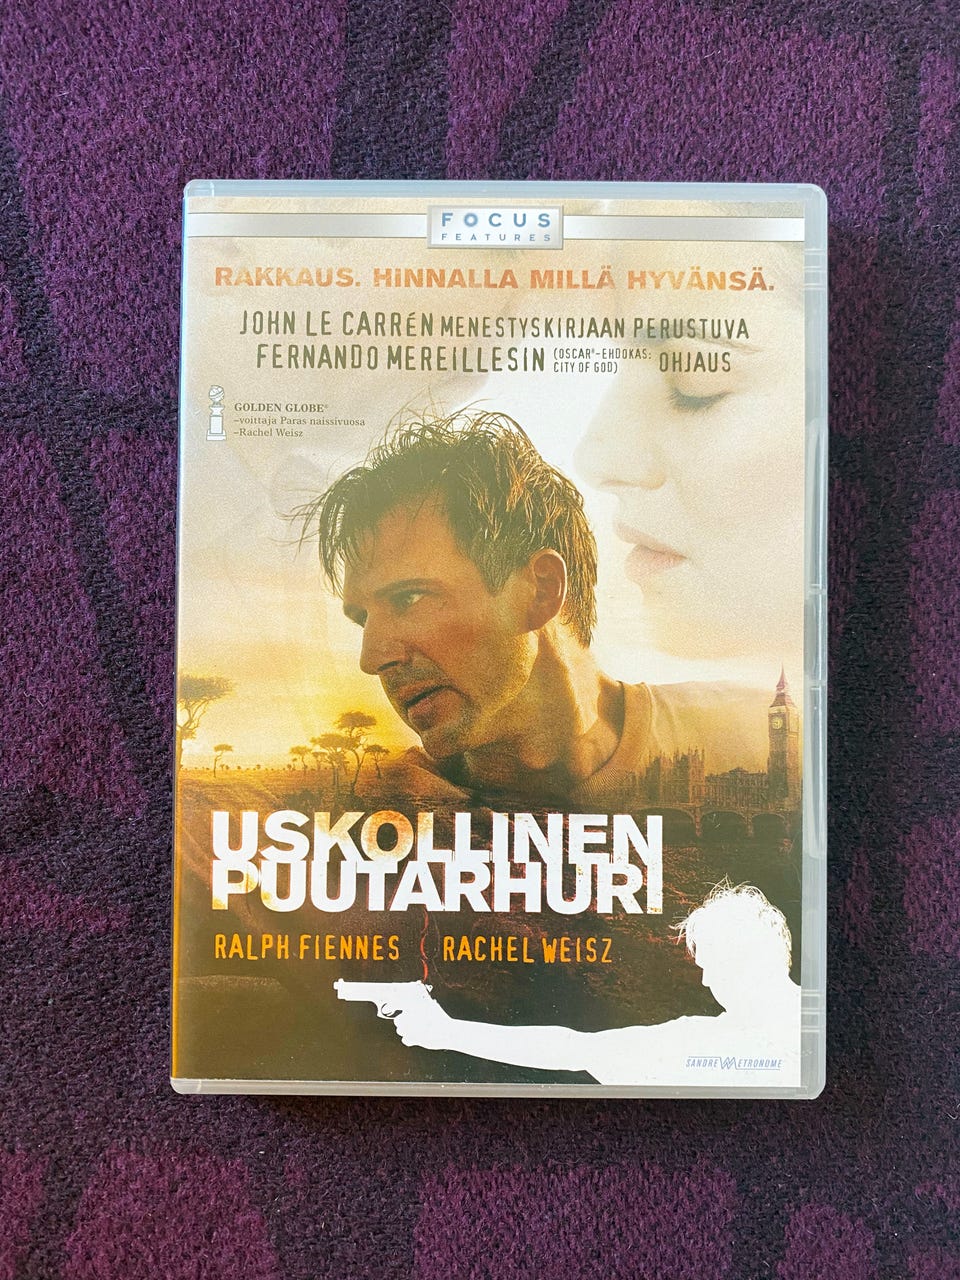 FOCUS
FEATURES
RAKKAUS. HINNALLA MILLÄ HYVÄNSÄ.
JOHN LE CARRÉN MENESTYSKIRJAAN PERUSTUVA
FERNANDO MEREILLESIN (OSCAR®-EHDOKAS: CITY OF GOD) OHJAUS
GOLDEN GLOBE®
–voittaja Paras naissivuosa
–Rachel Weisz
USKOLLINEN
PUUTARHURI
RALPH FIENNES RACHEL WEISZ
SANDREW METRONOME